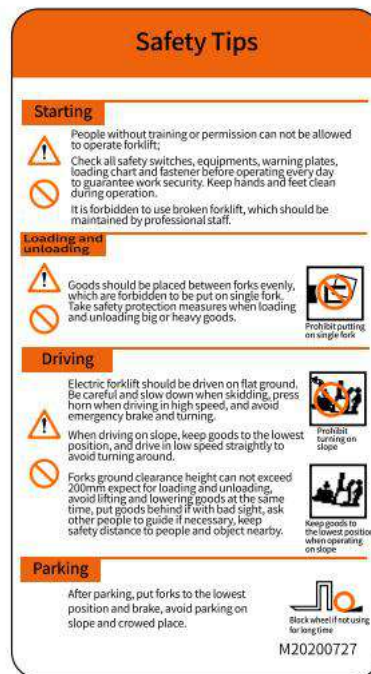 Safety Tips
Starting
People without training or permission can not be allowed
to operate forklift;
Check all safety switches, equipments, warning plates,
loading chart and fastener before operating every day
to guarantee work security. Keep hands and feet clean
during operation.
It is forbidden to use broken forklift, which should be
maintained by professional staff.
Loading and
unloading
Goods should be placed between forks evenly,
which are forbidden to be put on single fork.
Take safety protection measures when loading
and unloading big or heavy goods.
Prohibit putting
on single fork
Driving
Electric forklift should be driven on flat ground.
Be careful and slow down when skidding, press
horn when driving in high speed, and avoid
emergency brake and turning.
When driving on slope, keep goods to the lowest
position, and drive in low speed straightly to
avoid turning around.
Forks ground clearance height can not exceed
200mm expect for loading and unloading,
avoid lifting and lowering goods at the same
time, put goods behind if with bad sight, ask
other people to guide if necessary, keep
safety distance to people and object nearby.
Prohibit
turning on
slope
Keep goods to
the lowest position
when operating
on slope
Parking
After parking, put forks to the lowest
position and brake, avoid parking on
slope and crowed place.
Block wheel if not using
for long time
M20200727